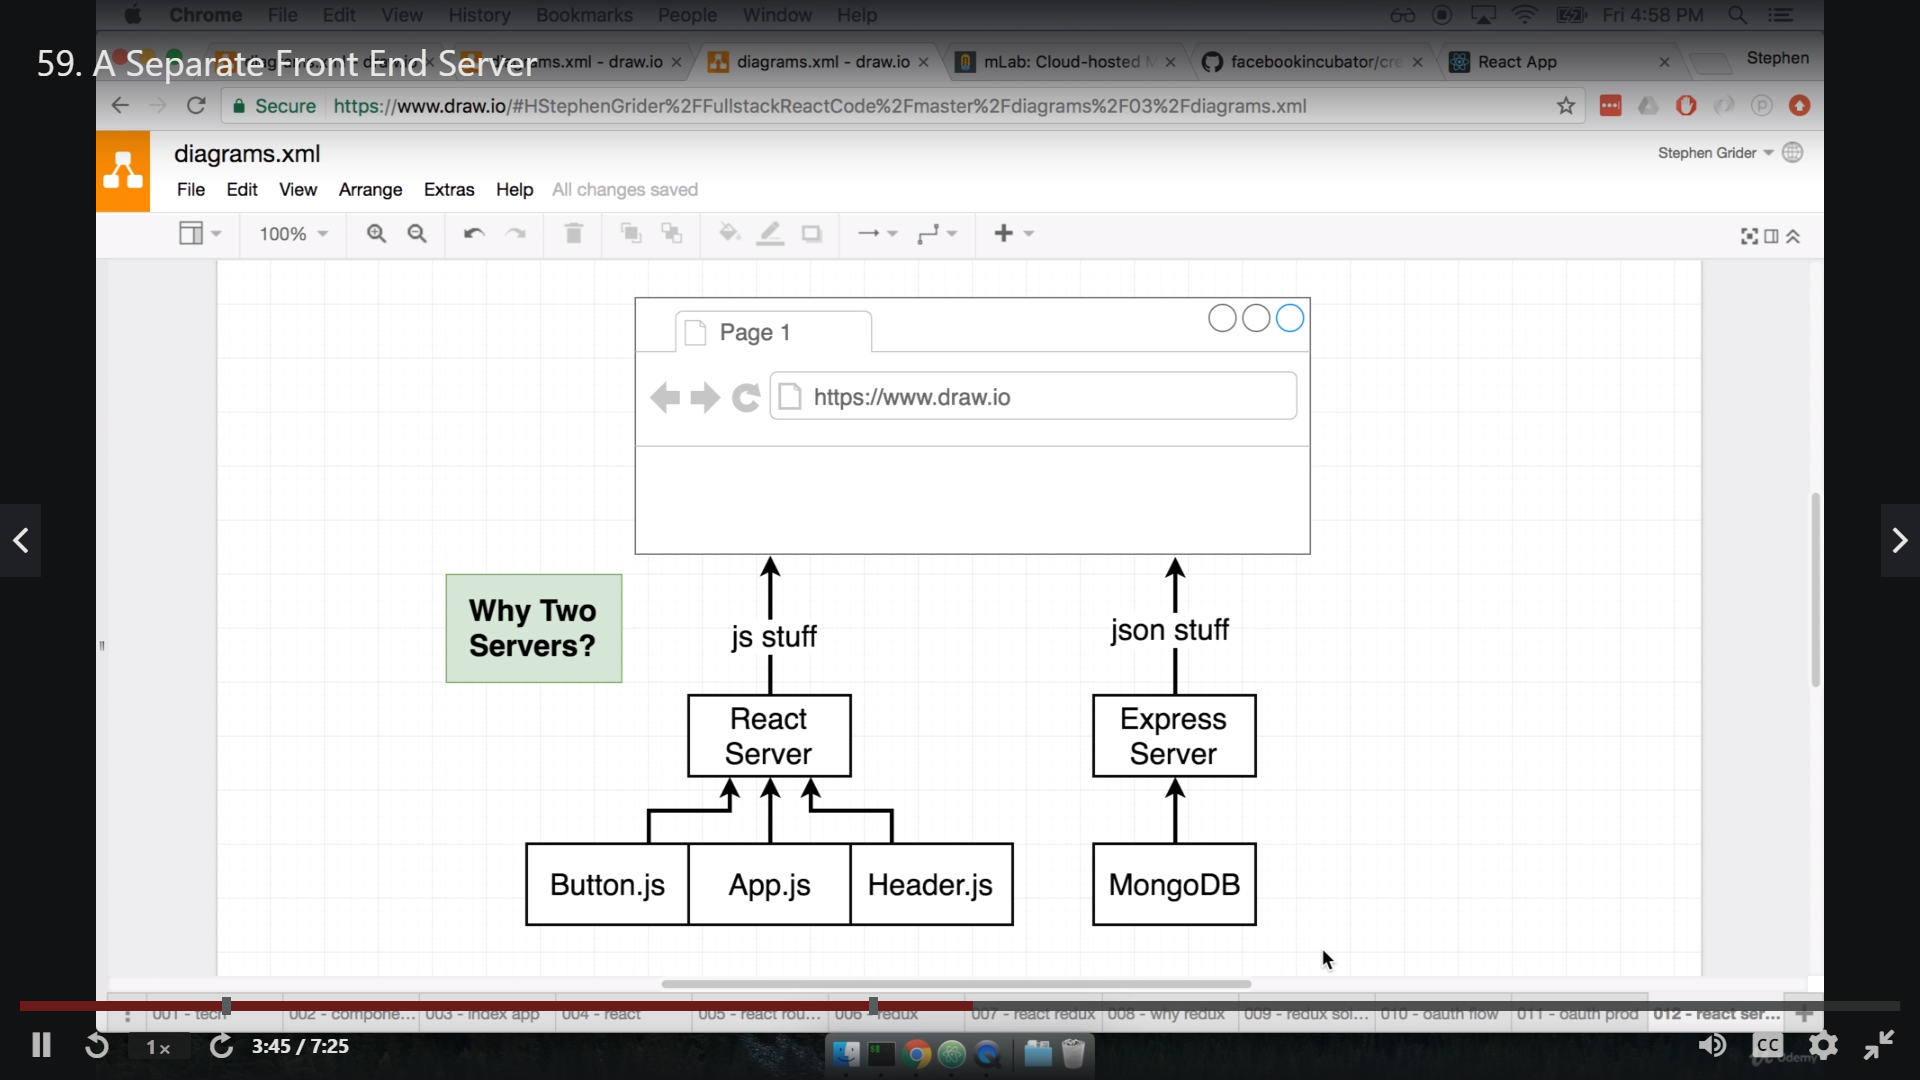 Chrome File Edit View History Bookmarks People Window Help Fri 4:58 PM
59. A Separate Front End Server
ms.xml - draw.io
diagrams.xml - draw.io
mLab: Cloud-hosted M
facebookincubator/cre
React App
Stephen
Secure https://www.draw.io/#HStephenGrider%2FFullstackReactCode%2Fmaster%2Fdiagrams%2F03%2Fdiagrams.xml
diagrams.xml
Stephen Grider
File Edit View Arrange Extras Help All changes saved
100%
Page 1
https://www.draw.io
Why Two
Servers?
js stuff
json stuff
React
Server
Express
Server
Button.js
App.js
Header.js
MongoDB
001 - tech
002 - compone...
003 - index app
004 - react
005 - react rou...
006 - redux
007 - react redux
008 - why redux
009 - redux sol...
010 - oauth flow
011 - oauth prod
012 - react ser...
1x
3:45 / 7:25
CC
Udemy